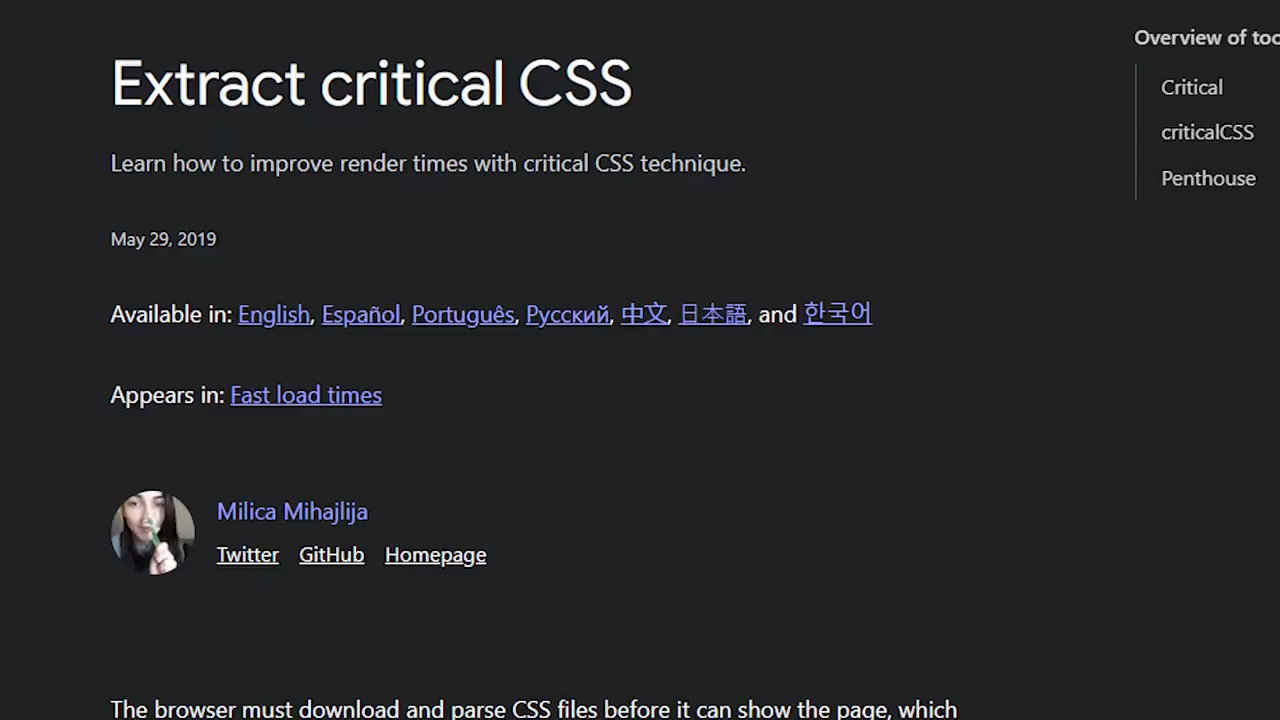 Extract critical CSS
Learn how to improve render times with critical CSS technique.
May 29, 2019
Available in: English, Español, Português, Русский, 中文, 日本語, and 한국어
Appears in: Fast load times
Milica Mihajlija
Twitter GitHub Homepage
The browser must download and parse CSS files before it can show the page, which
Overview of
Critical
criticalCSS
Penthouse